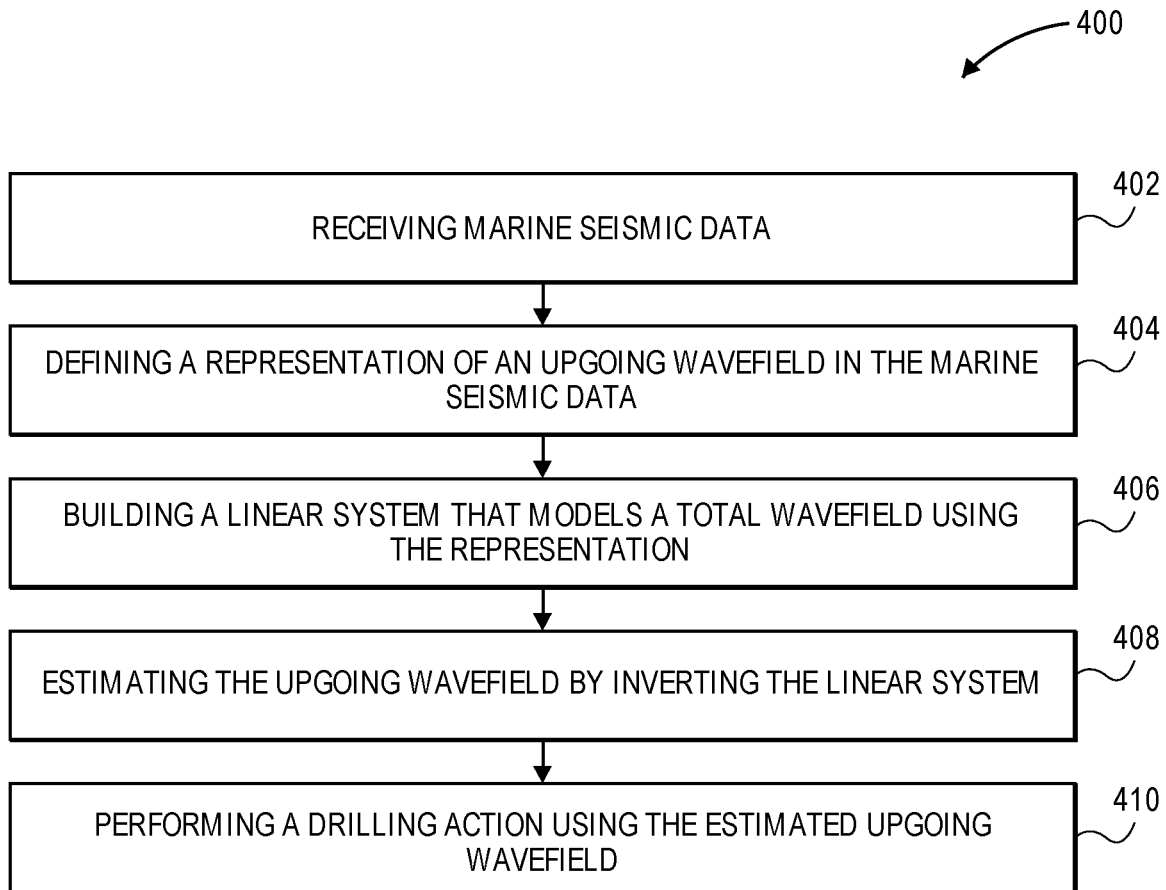 400
402
RECEIVING MARINE SEISMIC DATA
404
DEFINING A REPRESENTATION OF AN UPGOING WAVEFIELD IN THE MARINE
SEISMIC DATA
406
BUILDING A LINEAR SYSTEM THAT MODELS A TOTAL WAVEFIELD USING
THE REPRESENTATION
408
ESTIMATING THE UPGOING WAVEFIELD BY INVERTING THE LINEAR SYSTEM
410
PERFORMING A DRILLING ACTION USING THE ESTIMATED UPGOING
WAVEFIELD